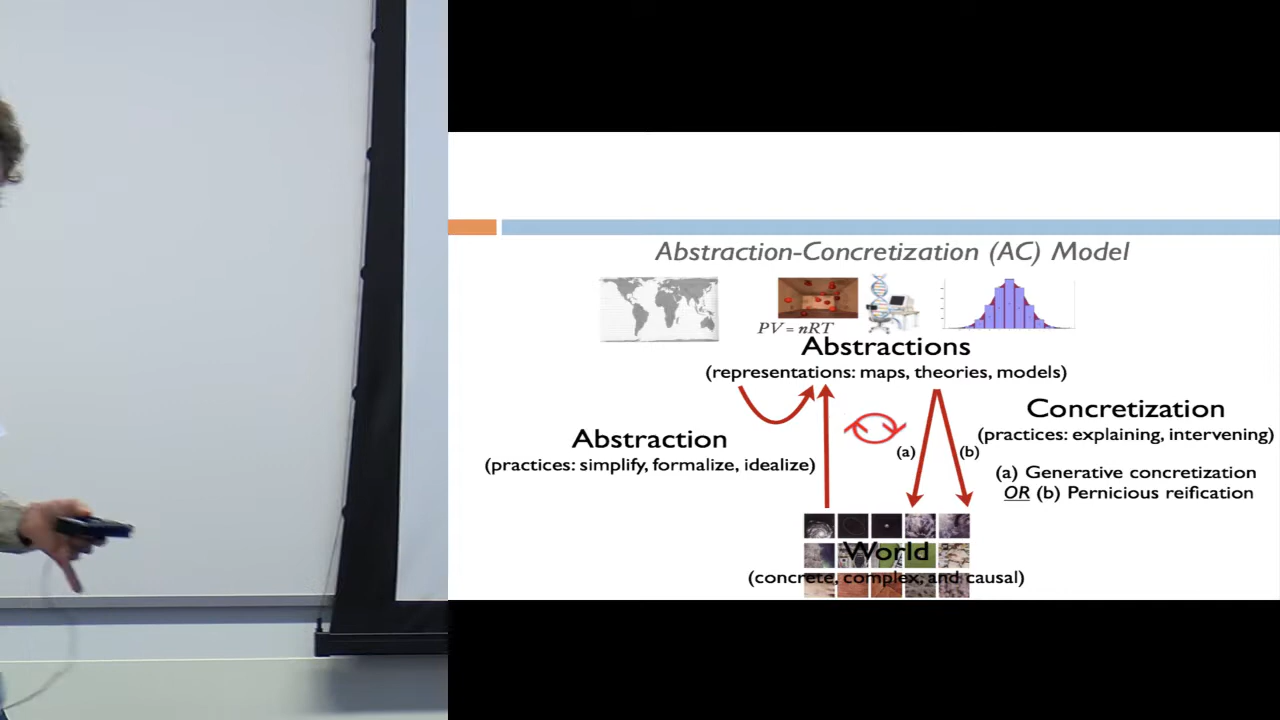 Abstraction-Concretization (AC) Model
PV = nRT
Abstractions
(representations: maps, theories, models)
Concretization
(practices: explaining, intervening)
Abstraction
(practices: simplify, formalize, idealize)
(a)
(b)
(a) Generative concretization
OR (b) Pernicious reification
World
(concrete, complex, and causal)